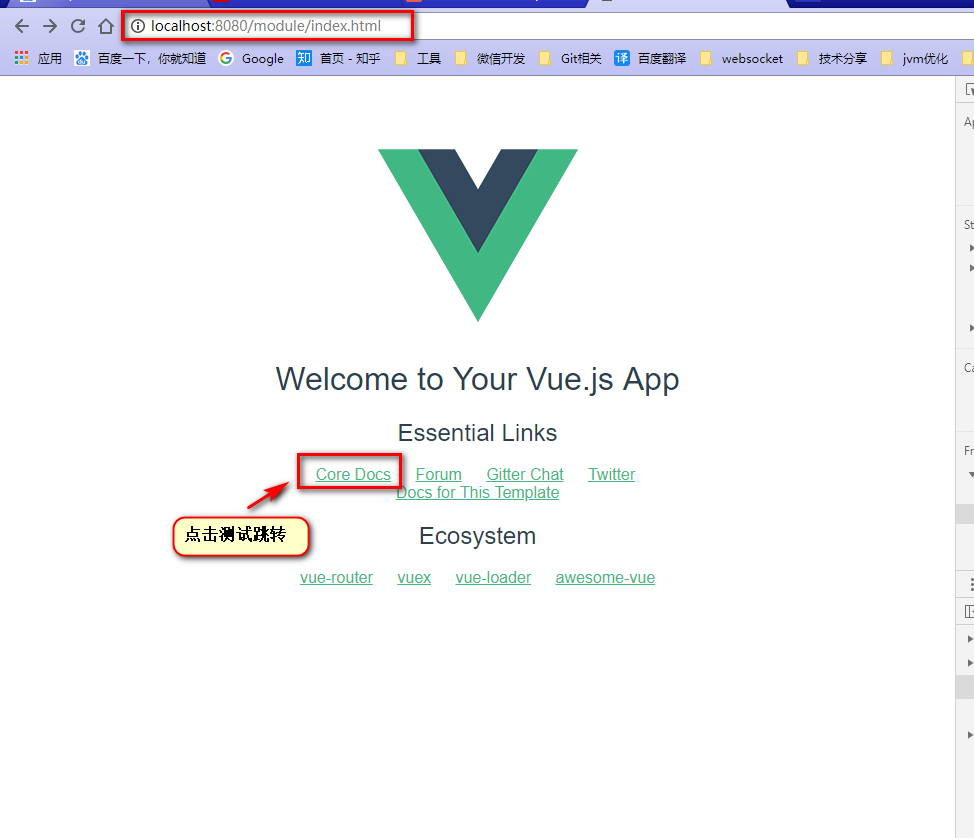 localhost:8080/module/index.html
应用 百度一下，你就知道 Google 知 首页 - 知乎 工具 微信开发 Git相关 译 百度翻译 websocket 技术分享 jvm优化
Welcome to Your Vue.js App
Essential Links
Core Docs Forum Gitter Chat Twitter
Docs for This Template
点击测试跳转
Ecosystem
vue-router vuex vue-loader awesome-vue